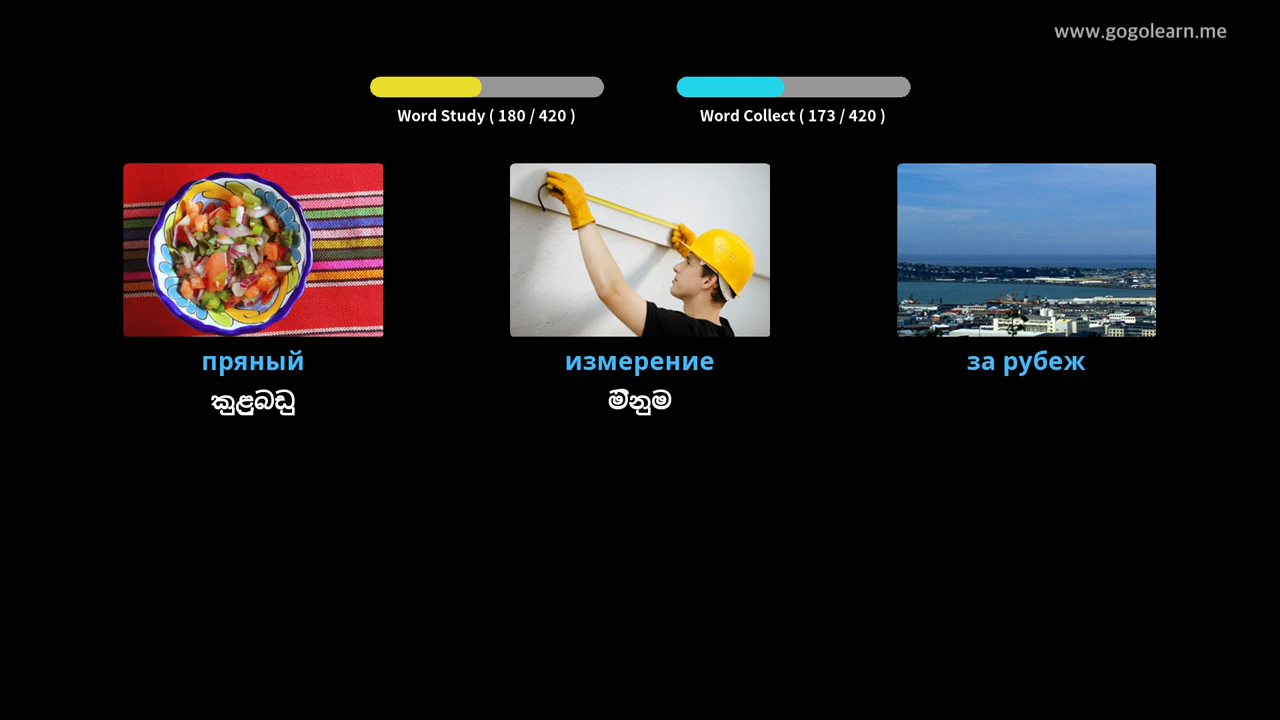 www.gogolearn.me
Word Study ( 180 / 420 )
Word Collect ( 173 / 420 )
пряный
измерение
за рубеж
කුළුබඩු
මිනුම